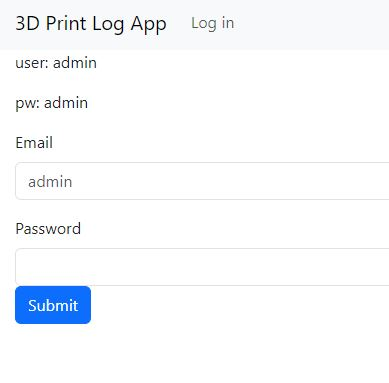 3D Print Log App Log in
user: admin
pw: admin
Email
admin
Password
Submit